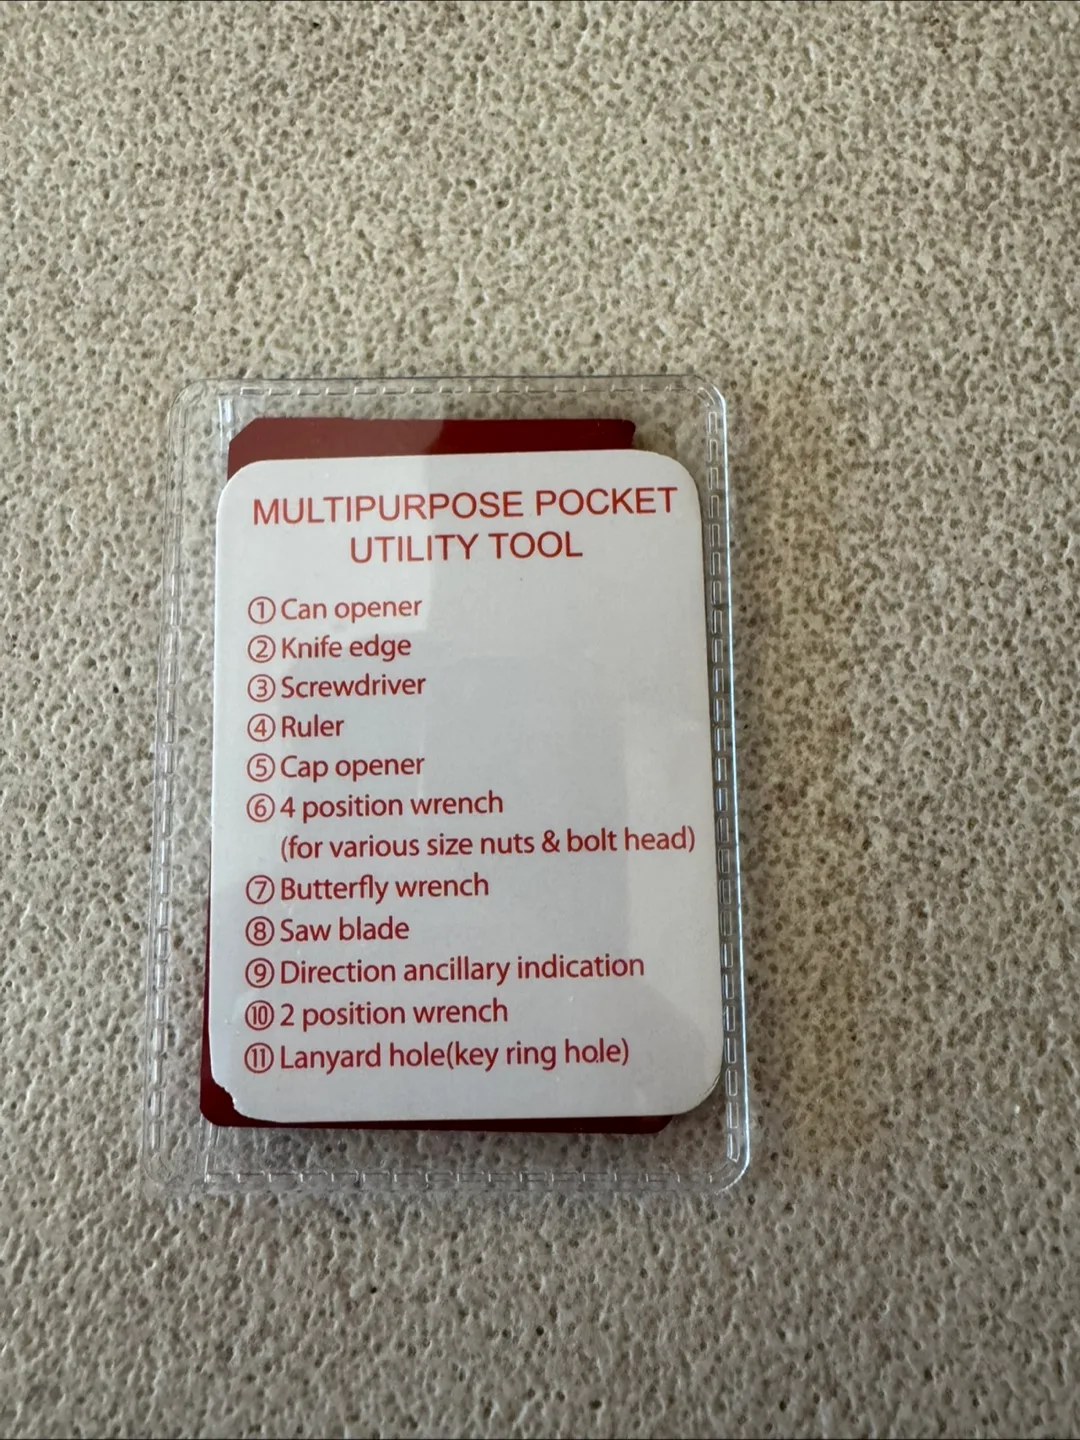 MULTIPURPOSE POCKET
UTILITY TOOL
① Can opener
② Knife edge
③ Screwdriver
④ Ruler
⑤ Cap opener
⑥ 4 position wrench
(for various size nuts & bolt head)
⑦ Butterfly wrench
⑧ Saw blade
⑨ Direction ancillary indication
⑩ 2 position wrench
⑪ Lanyard hole(key ring hole)